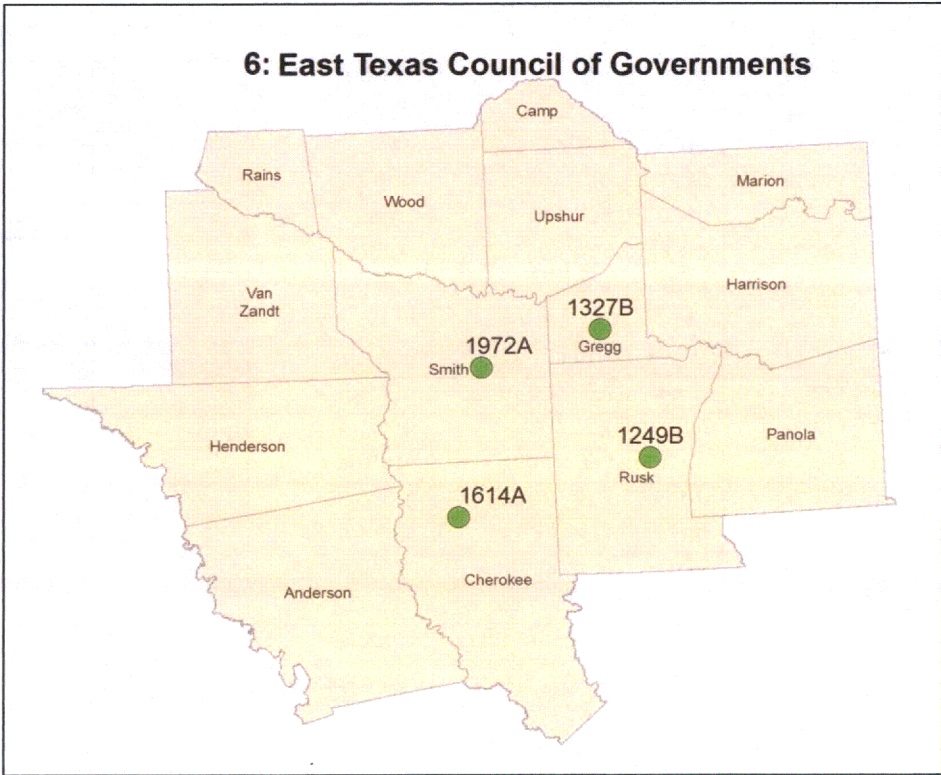 6: East Texas Council of Governments
Camp
Rains
Wood
Upshur
Marion
Van
Zandt
Harrison
1327B
Gregg
1972A
Smith
Henderson
1249B
Rusk
Panola
1614A
Cherokee
Anderson